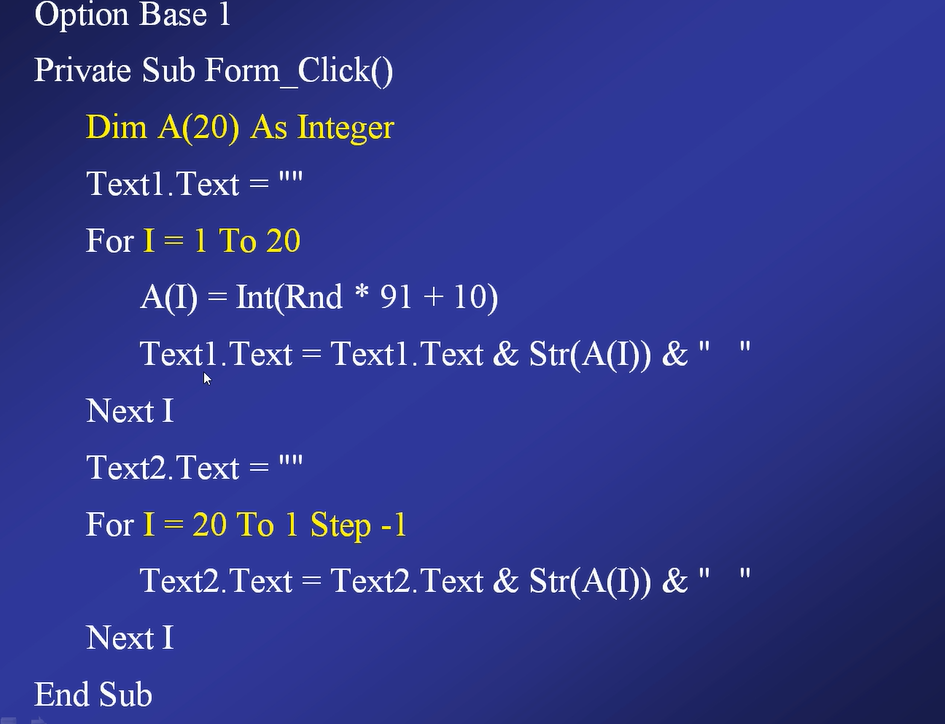 Option Base 1
Private Sub Form_Click()
Dim A(20) As Integer
Text1.Text = ""
For I = 1 To 20
A(I) = Int(Rnd * 91 + 10)
Text1.Text = Text1.Text & Str(A(I)) & "   "
Next I
Text2.Text = ""
For I = 20 To 1 Step -1
Text2.Text = Text2.Text & Str(A(I)) & "   "
Next I
End Sub